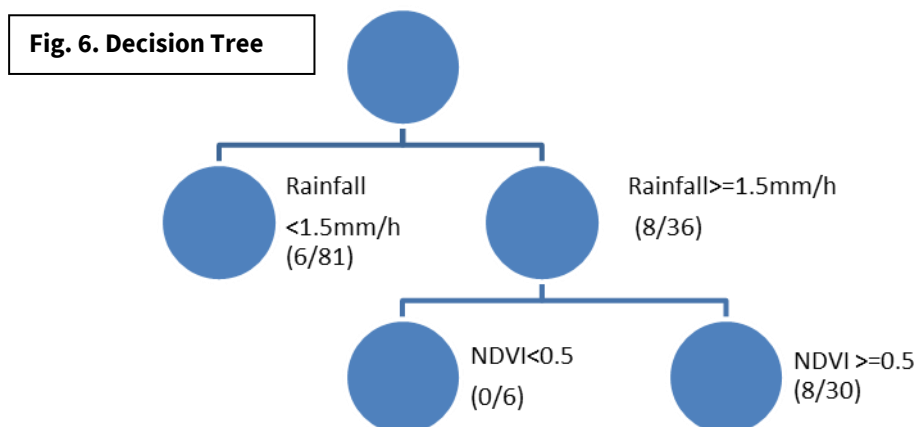 Fig. 6. Decision Tree
Rainfall
<1.5mm/h
(6/81)
Rainfall>=1.5mm/h
(8/36)
NDVI<0.5
(0/6)
NDVI >=0.5
(8/30)